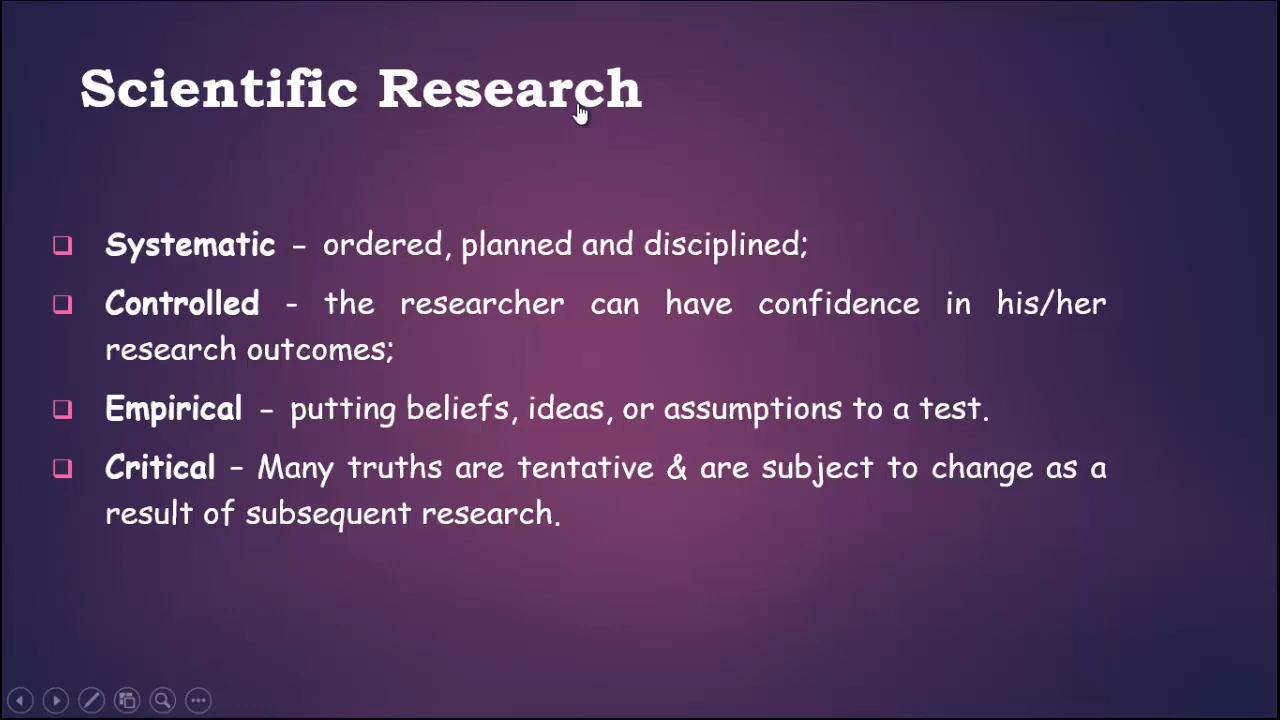 Scientific Research
Systematic – ordered, planned and disciplined;
Controlled - the researcher can have confidence in his/her
research outcomes;
Empirical – putting beliefs, ideas, or assumptions to a test.
Critical – Many truths are tentative & are subject to change as a
result of subsequent research.